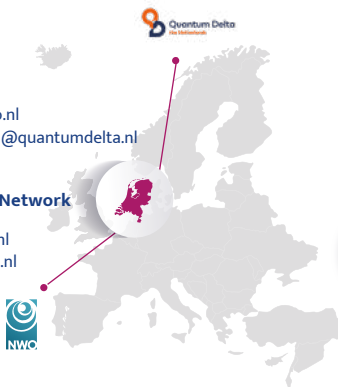 Quantum Delta
the Netherlands
o.nl
@quantumdelta.nl
Network
nl
.nl
NWO